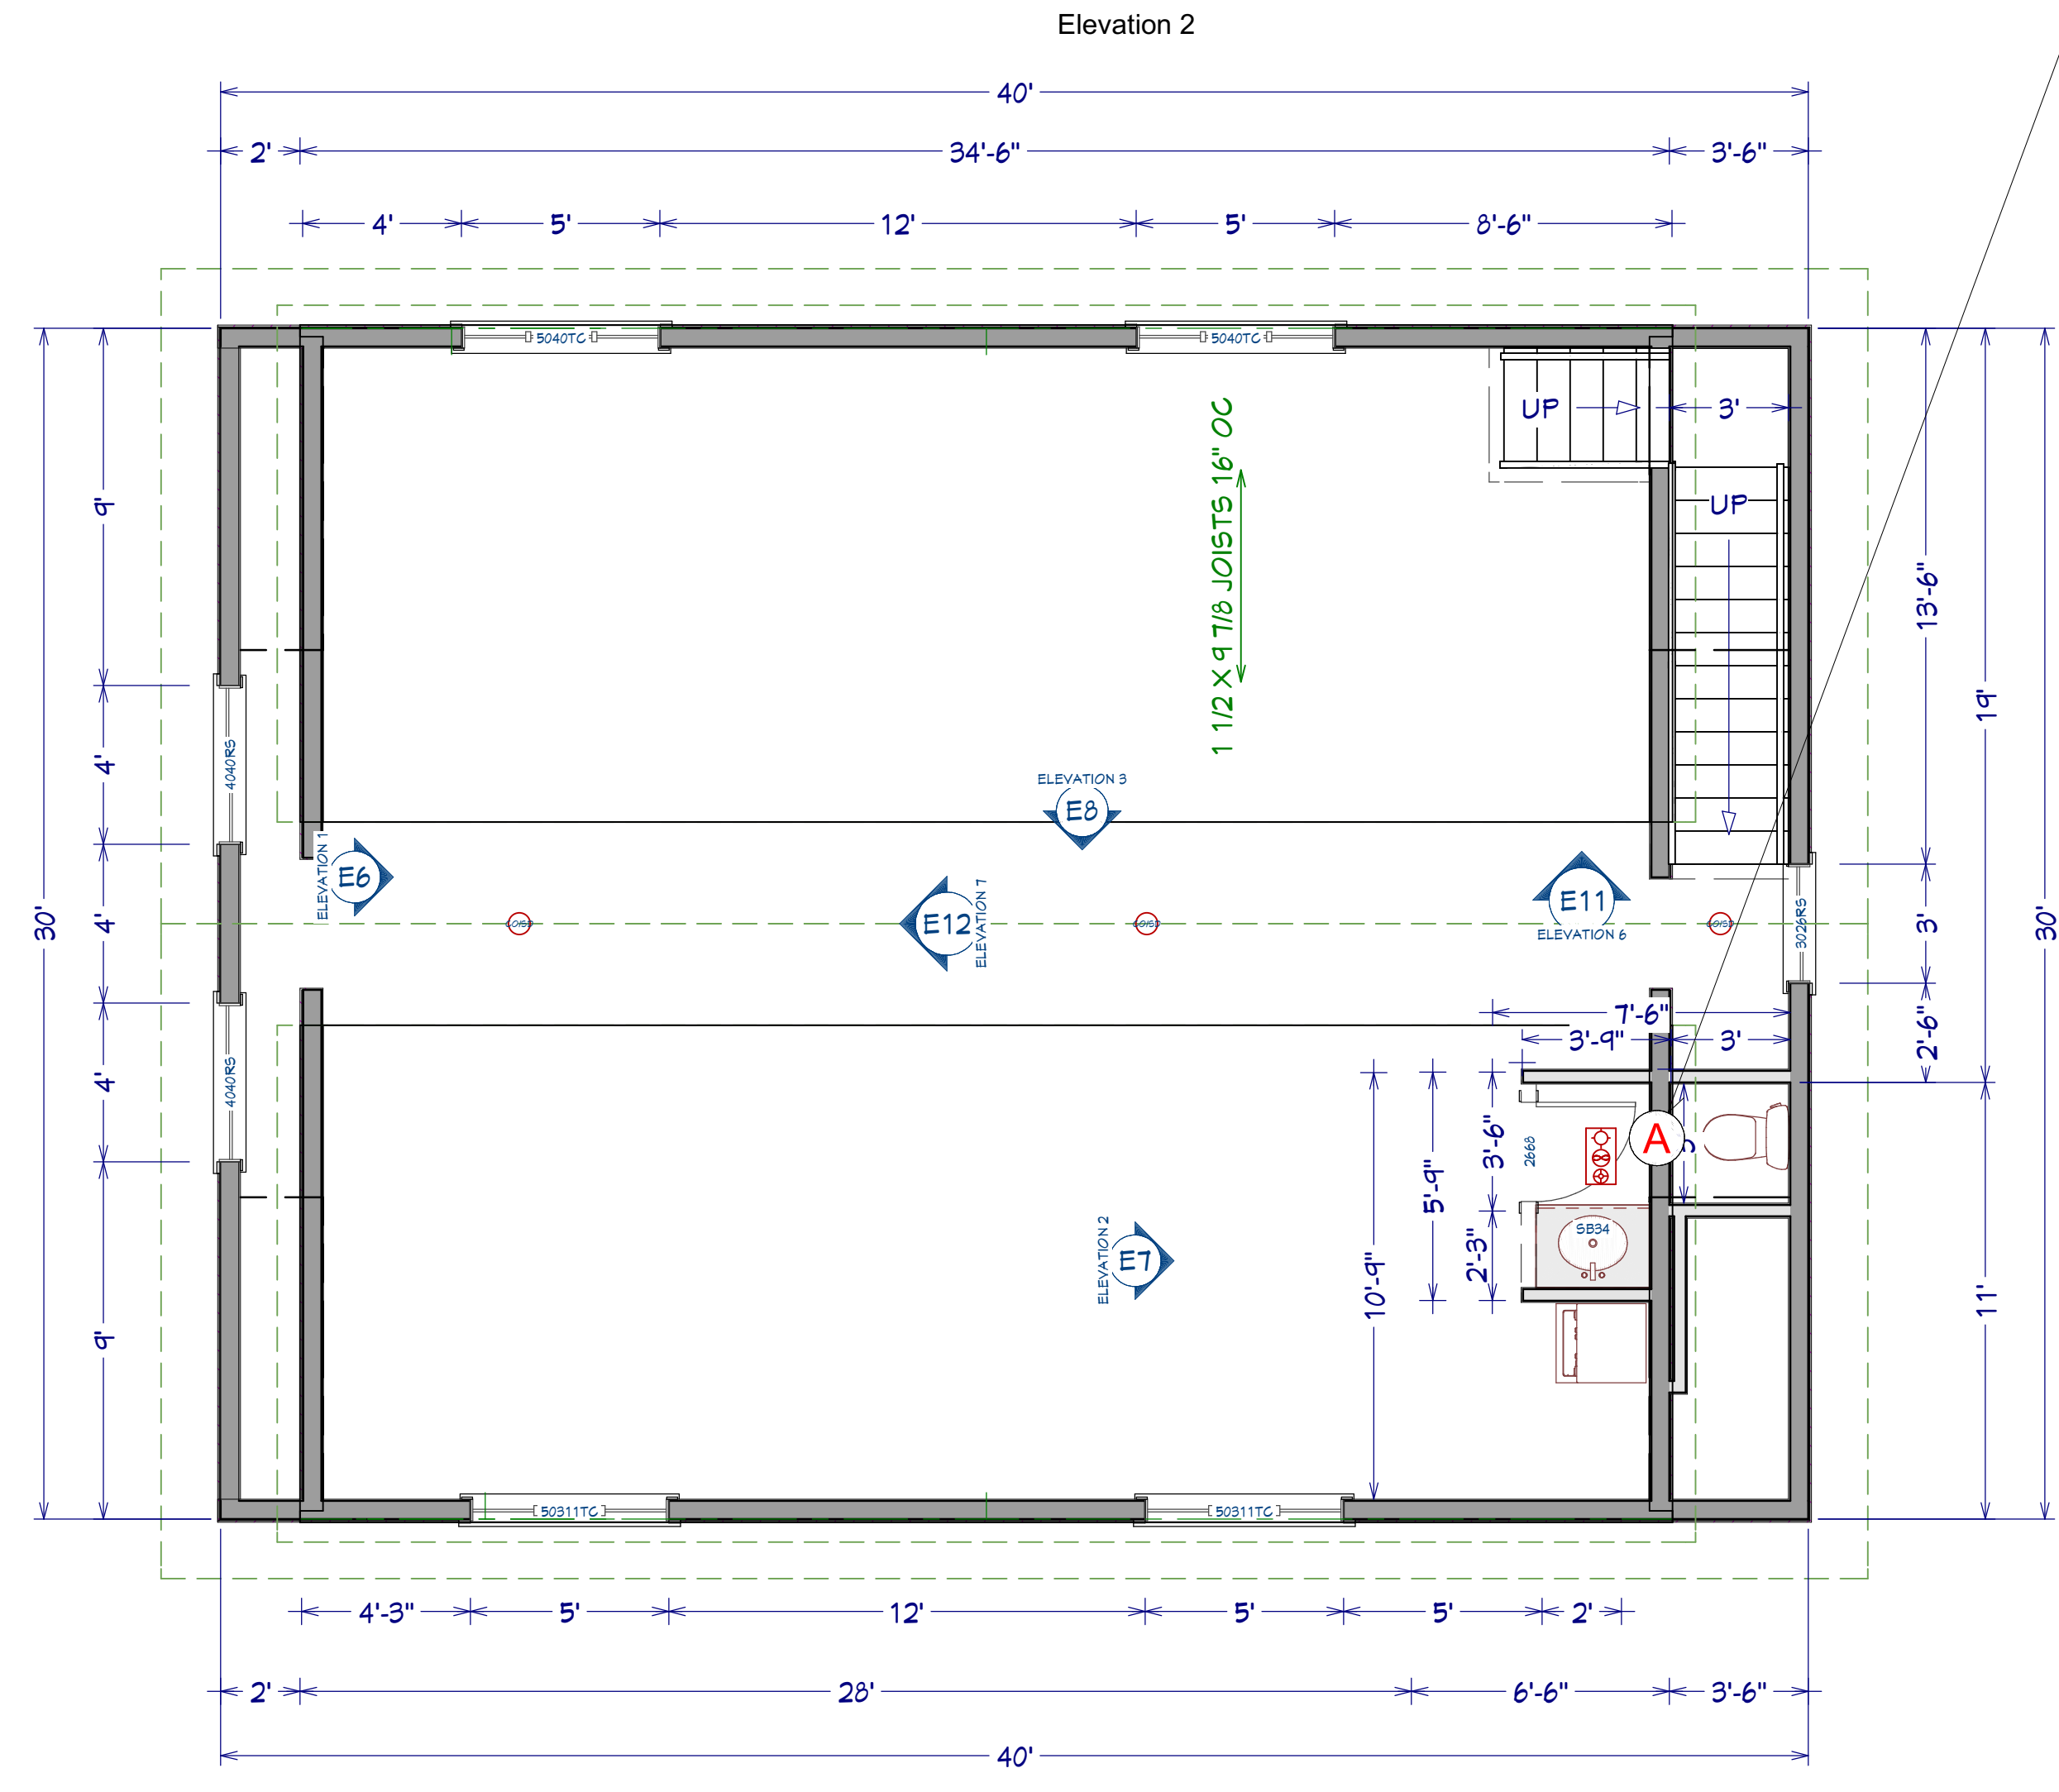 Elevation 2
40'
2'
34'-6"
3'-6"
4'
5'
12'
5'
8'-6"
5040TC
5040TC
UP
3'
UP
1 1/2 X 9 7/8 JOISTS 16" OC
9'
4'
4'
4'
9'
30'
4040RS
4040RS
13'-6"
3'
2'-6"
19'
11'
30'
3026RS
ELEVATION 3
E8
ELEVATION 1
E6
E12
ELEVATION 7
E11
ELEVATION 6
7'-6"
3'-9"
3'
3'-6"
5'-9"
2'-3"
10'-9"
2668
A
SB34
ELEVATION 2
E7
50311TC
50311TC
4'-3"
5'
12'
5'
5'
2'
2'
28'
6'-6"
3'-6"
40'